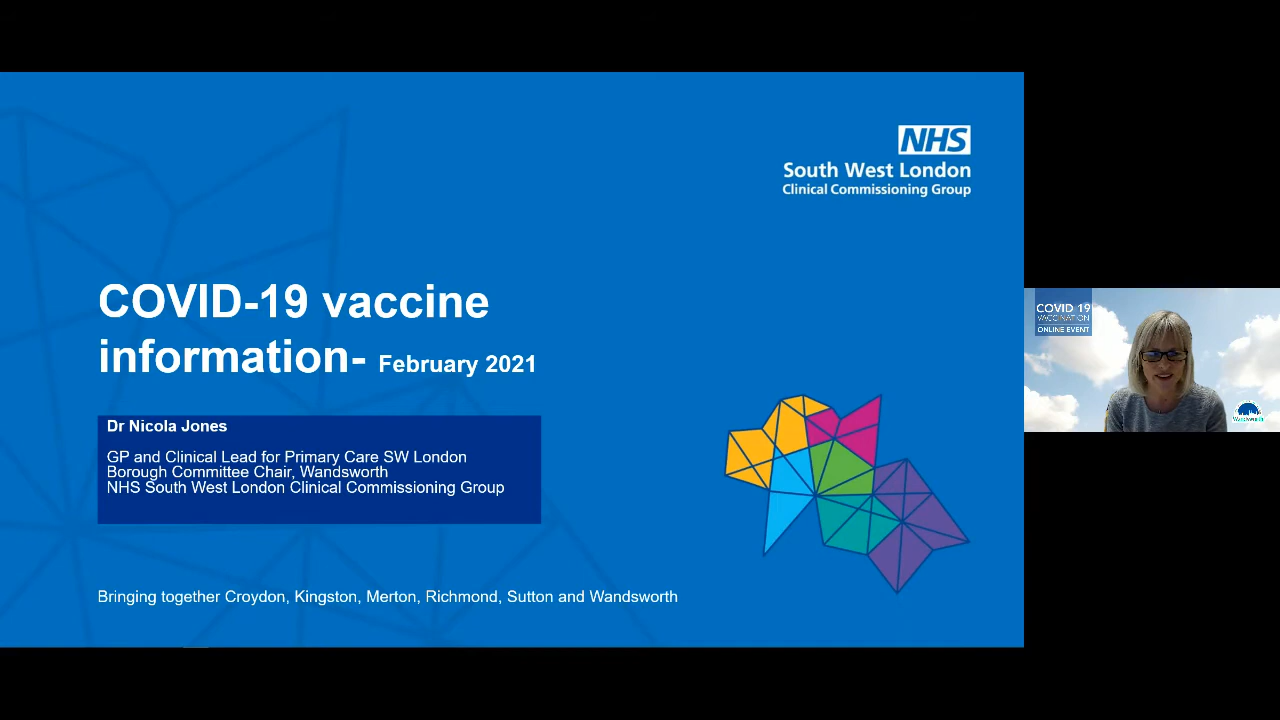 NHS
South West London
Clinical Commissioning Group
COVID-19 vaccine
information- February 2021
Dr Nicola Jones
GP and Clinical Lead for Primary Care SW London
Borough Committee Chair, Wandsworth
NHS South West London Clinical Commissioning Group
Bringing together Croydon, Kingston, Merton, Richmond, Sutton and Wandsworth
COVID 19
VACCINATION
ONLINE EVENT
Wandsworth